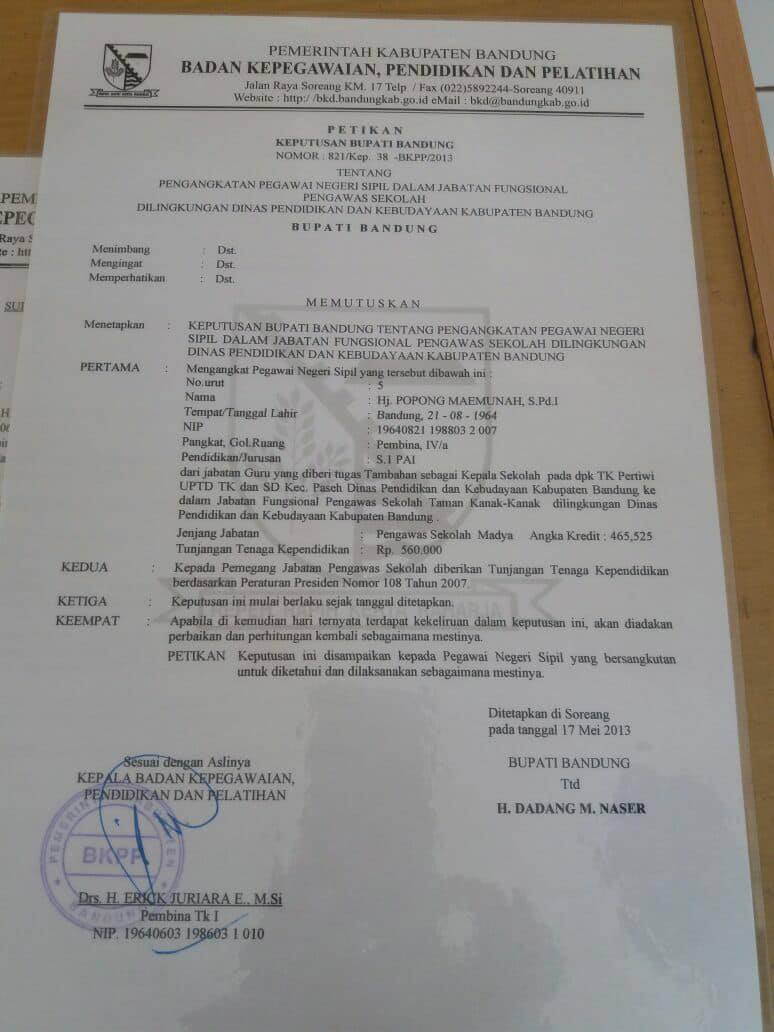 PEMERINTAH KABUPATEN BANDUNG
BADAN KEPEGAWAIAN, PENDIDIKAN DAN PELATIHAN
Jalan Raya Soreang KM. 17 Telp / Fax (022)5892244-Soreang 40911
Website : http://bkd.bandungkab.go.id eMail : bkd@bandungkab.go.id
PETIKAN
KEPUTUSAN BUPATI BANDUNG
NOMOR : 821/Kep. 38 -BKPP/2013
TENTANG
PENGANGKATAN PEGAWAI NEGERI SIPIL DALAM JABATAN FUNGSIONAL
PENGAWAS SEKOLAH
DILINGKUNGAN DINAS PENDIDIKAN DAN KEBUDAYAAN KABUPATEN BANDUNG
BUPATI BANDUNG
Menimbang : Dst.
Mengingat : Dst.
Memperhatikan : Dst.
MEMUTUSKAN
Menetapkan : KEPUTUSAN BUPATI BANDUNG TENTANG PENGANGKATAN PEGAWAI NEGERI
SIPIL DALAM JABATAN FUNGSIONAL PENGAWAS SEKOLAH DILINGKUNGAN
DINAS PENDIDIKAN DAN KEBUDAYAAN KABUPATEN BANDUNG
PERTAMA : Mengangkat Pegawai Negeri Sipil yang tersebut dibawah ini :
No.urut : 5
Nama : Hj. POPONG MAEMUNAH, S.Pd.I
Tempat/Tanggal Lahir : Bandung, 21 - 08 - 1964
NIP : 19640821 198803 2 007
Pangkat, Gol.Ruang : Pembina, IV/a
Pendidikan/Jurusan : S.1 PAI
dari jabatan Guru yang diberi tugas Tambahan sebagai Kepala Sekolah pada dpk TK Pertiwi
UPTD TK dan SD Kec. Paseh Dinas Pendidikan dan Kebudayaan Kabupaten Bandung ke
dalam Jabatan Fungsional Pengawas Sekolah Taman Kanak-Kanak dilingkungan Dinas
Pendidikan dan Kebudayaan Kabupaten Bandung .
Jenjang Jabatan : Pengawas Sekolah Madya Angka Kredit : 465,525
Tunjangan Tenaga Kependidikan : Rp. 560.000
KEDUA : Kepada Pemegang Jabatan Pengawas Sekolah diberikan Tunjangan Tenaga Kependidikan
berdasarkan Peraturan Presiden Nomor 108 Tahun 2007.
KETIGA : Keputusan ini mulai berlaku sejak tanggal ditetapkan.
KEEMPAT : Apabila di kemudian hari ternyata terdapat kekeliruan dalam keputusan ini, akan diadakan
perbaikan dan perhitungan kembali sebagaimana mestinya.
PETIKAN Keputusan ini disampaikan kepada Pegawai Negeri Sipil yang bersangkutan
untuk diketahui dan dilaksanakan sebagaimana mestinya.
Ditetapkan di Soreang
pada tanggal 17 Mei 2013
BUPATI BANDUNG
Ttd
H. DADANG M. NASER
Sesuai dengan Aslinya
KEPALA BADAN KEPEGAWAIAN,
PENDIDIKAN DAN PELATIHAN
BKPP
Drs. H. ERICK JURIARA E., M.Si
Pembina Tk I
NIP. 19640603 198603 1 010